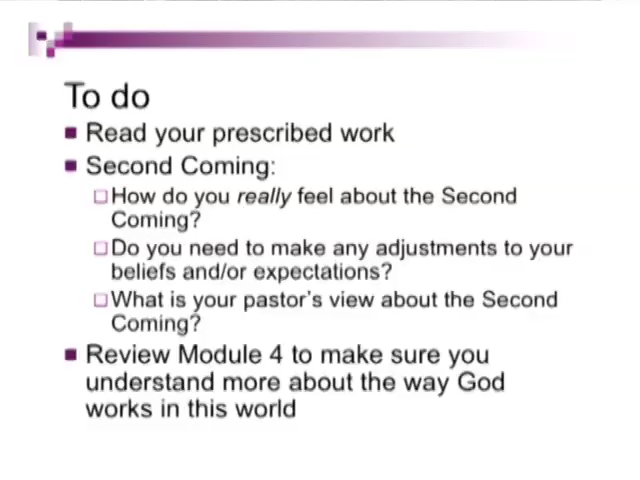 To do
Read your prescribed work
Second Coming:
How do you really feel about the Second
Coming?
Do you need to make any adjustments to your
beliefs and/or expectations?
What is your pastor's view about the Second
Coming?
Review Module 4 to make sure you
understand more about the way God
works in this world